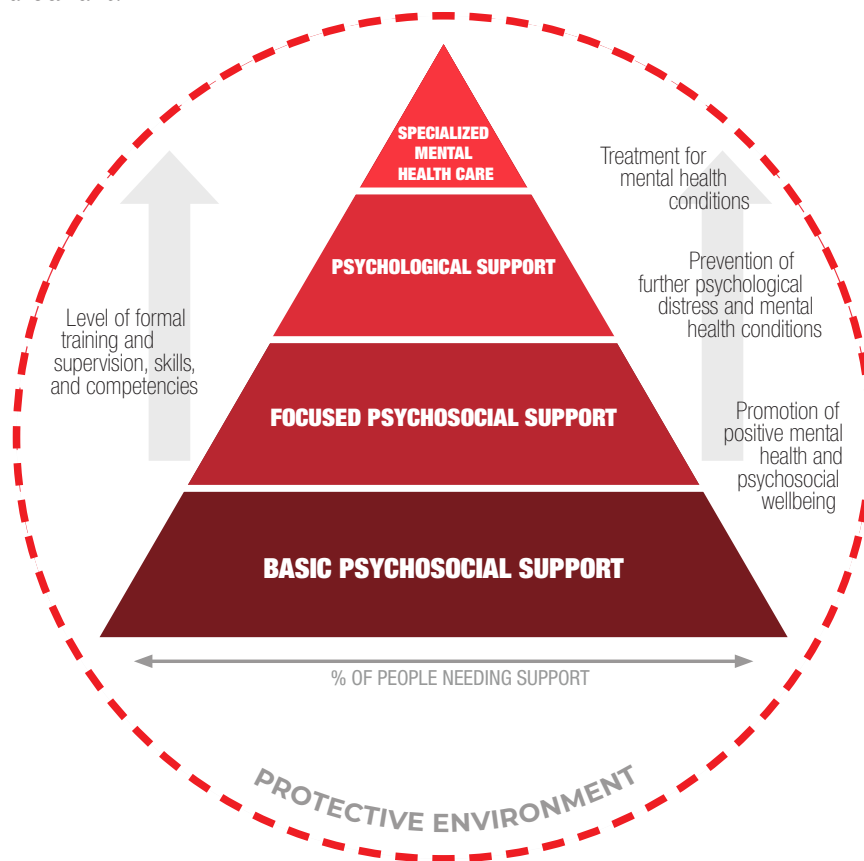 SPECIALIZED
MENTAL
HEALTH CARE
PSYCHOLOGICAL SUPPORT
FOCUSED PSYCHOSOCIAL SUPPORT
BASIC PSYCHOSOCIAL SUPPORT
Level of formal
training and
supervision, skills,
and competencies
Treatment for
mental health
conditions
Prevention of
further psychological
distress and mental
health conditions
Promotion of
positive mental
health and
psychosocial
wellbeing
% OF PEOPLE NEEDING SUPPORT
PROTECTIVE ENVIRONMENT